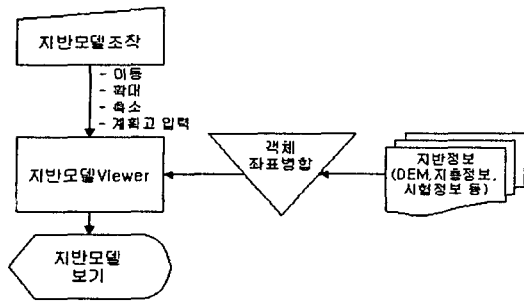 지반모델조작
- 이동
- 확대
- 축소
- 계획고 입력
지반모델Viewer
객체
좌표병합
지반정보
(DEM,지층정보,
시험정보 등)
지반모델
보기